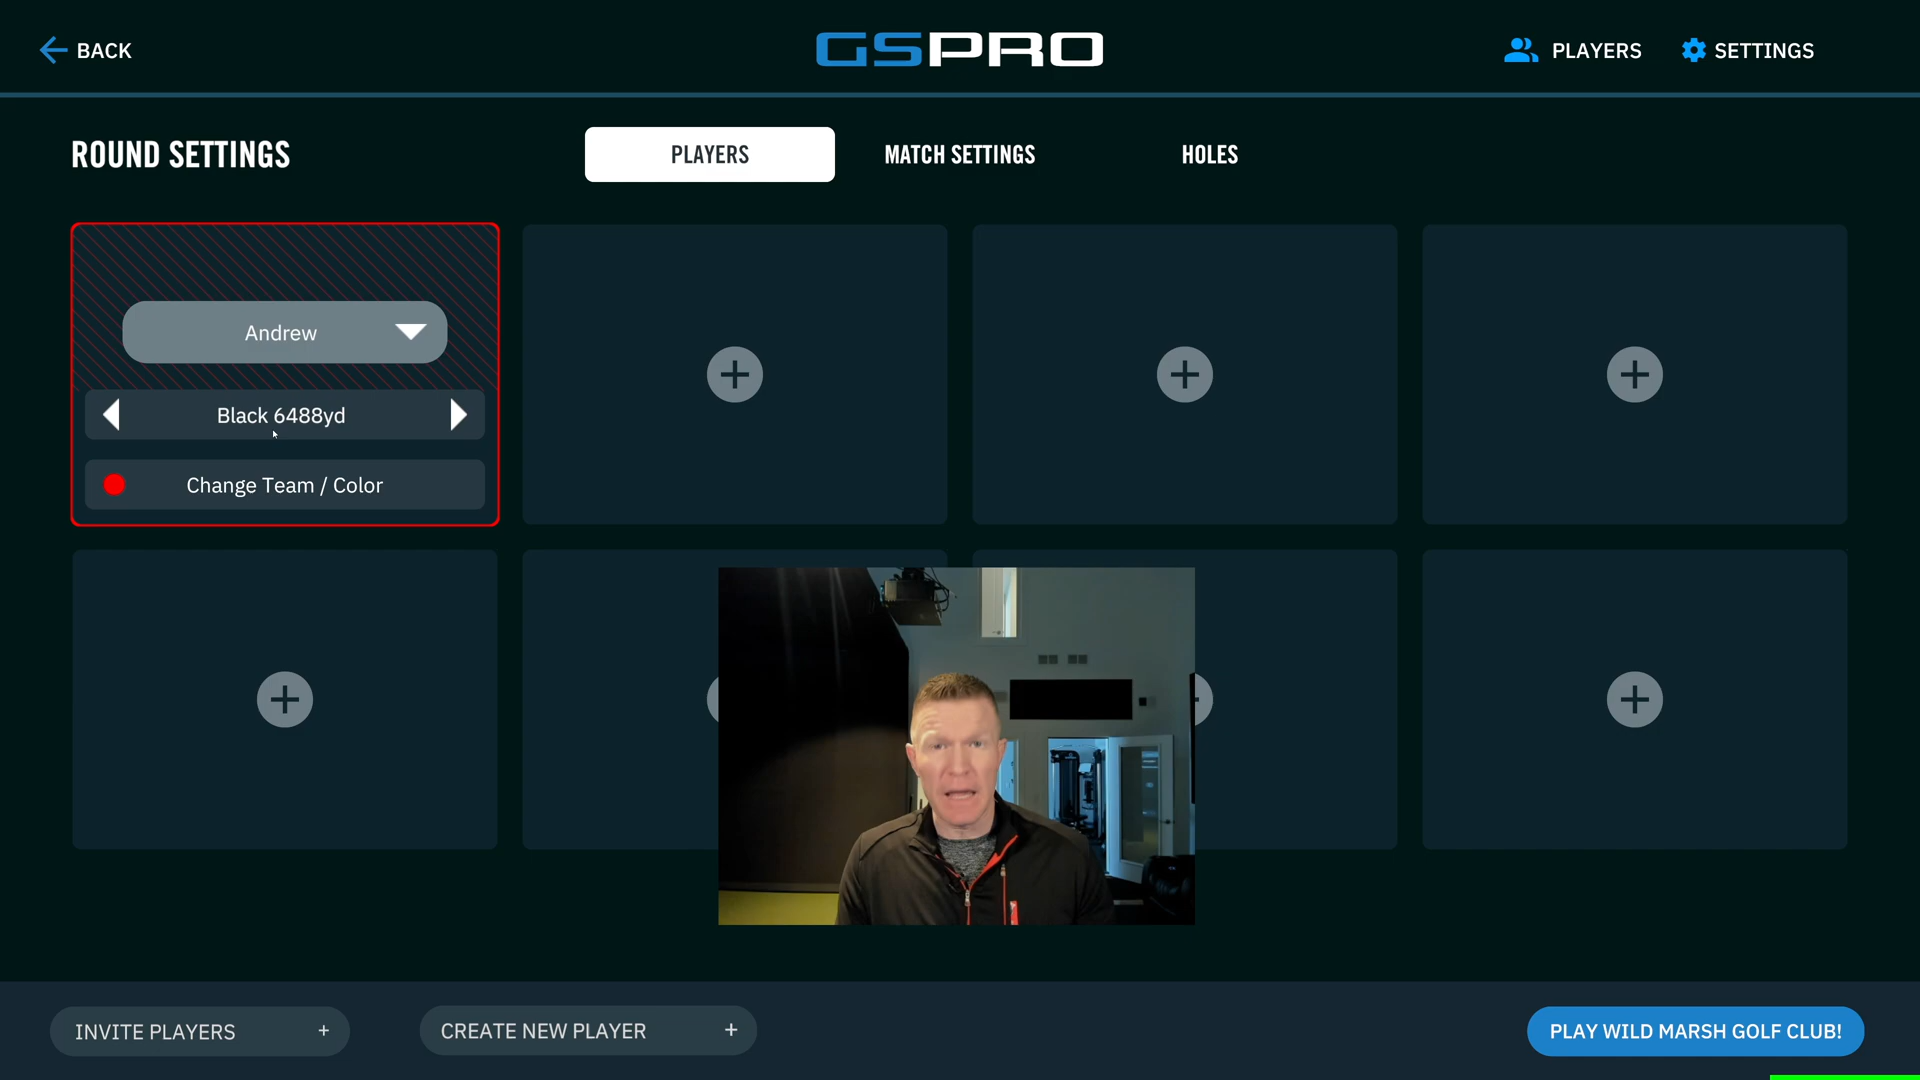 BACK
GSPRO
PLAYERS
SETTINGS
ROUND SETTINGS
PLAYERS
MATCH SETTINGS
HOLES
Andrew
Black 6488yd
Change Team / Color
INVITE PLAYERS +
CREATE NEW PLAYER +
PLAY WILD MARSH GOLF CLUB!